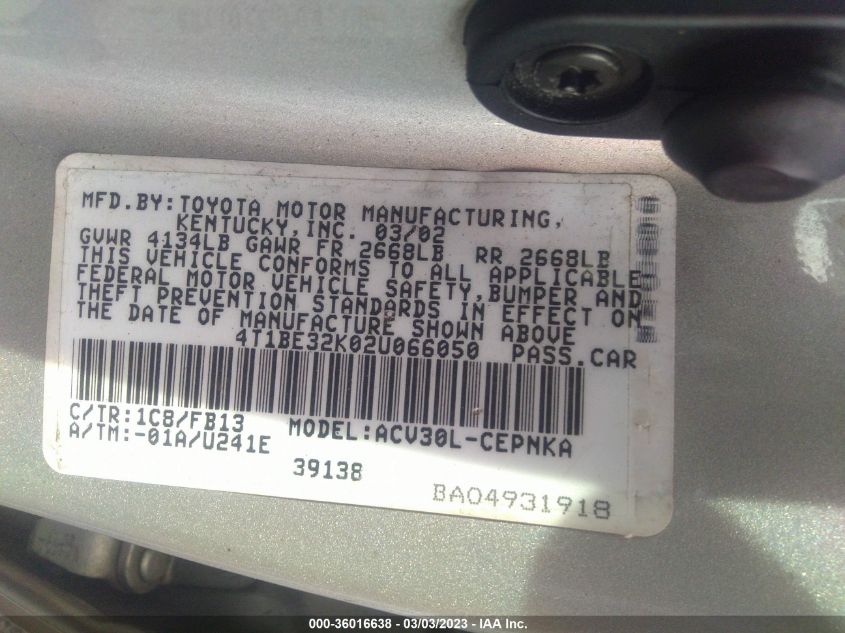 MFD.BY:TOYOTA MOTOR MANUFACTURING,
KENTUCKY,INC. 03/02
GVWR 4134LB GAWR FR 2668LB RR 2668LB
THIS VEHICLE CONFORMS TO ALL APPLICABLE
FEDERAL MOTOR VEHICLE SAFETY,BUMPER AND
THEFT PREVENTION STANDARDS IN EFFECT ON
THE DATE OF MANUFACTURE SHOWN ABOVE
4T1BE32K02U066050 PASS.CAR
C/TR:1C8/FB13 MODEL:ACV30L-CEPNKA
A/TM:-01A/U241E
39138
BA04931918
000-36016638 - 03/03/2023 - COPART ACV-Structure, Inc.